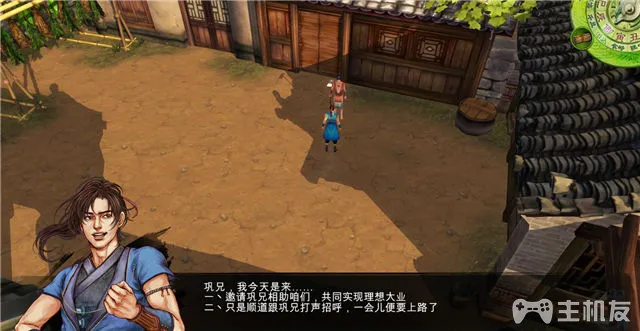 寅丑
巩兄，我今天是来……
一、邀请巩兄相助咱们，共同实现理想大业
二、只是顺道跟巩兄打声招呼，一会儿便要上路了
主机友